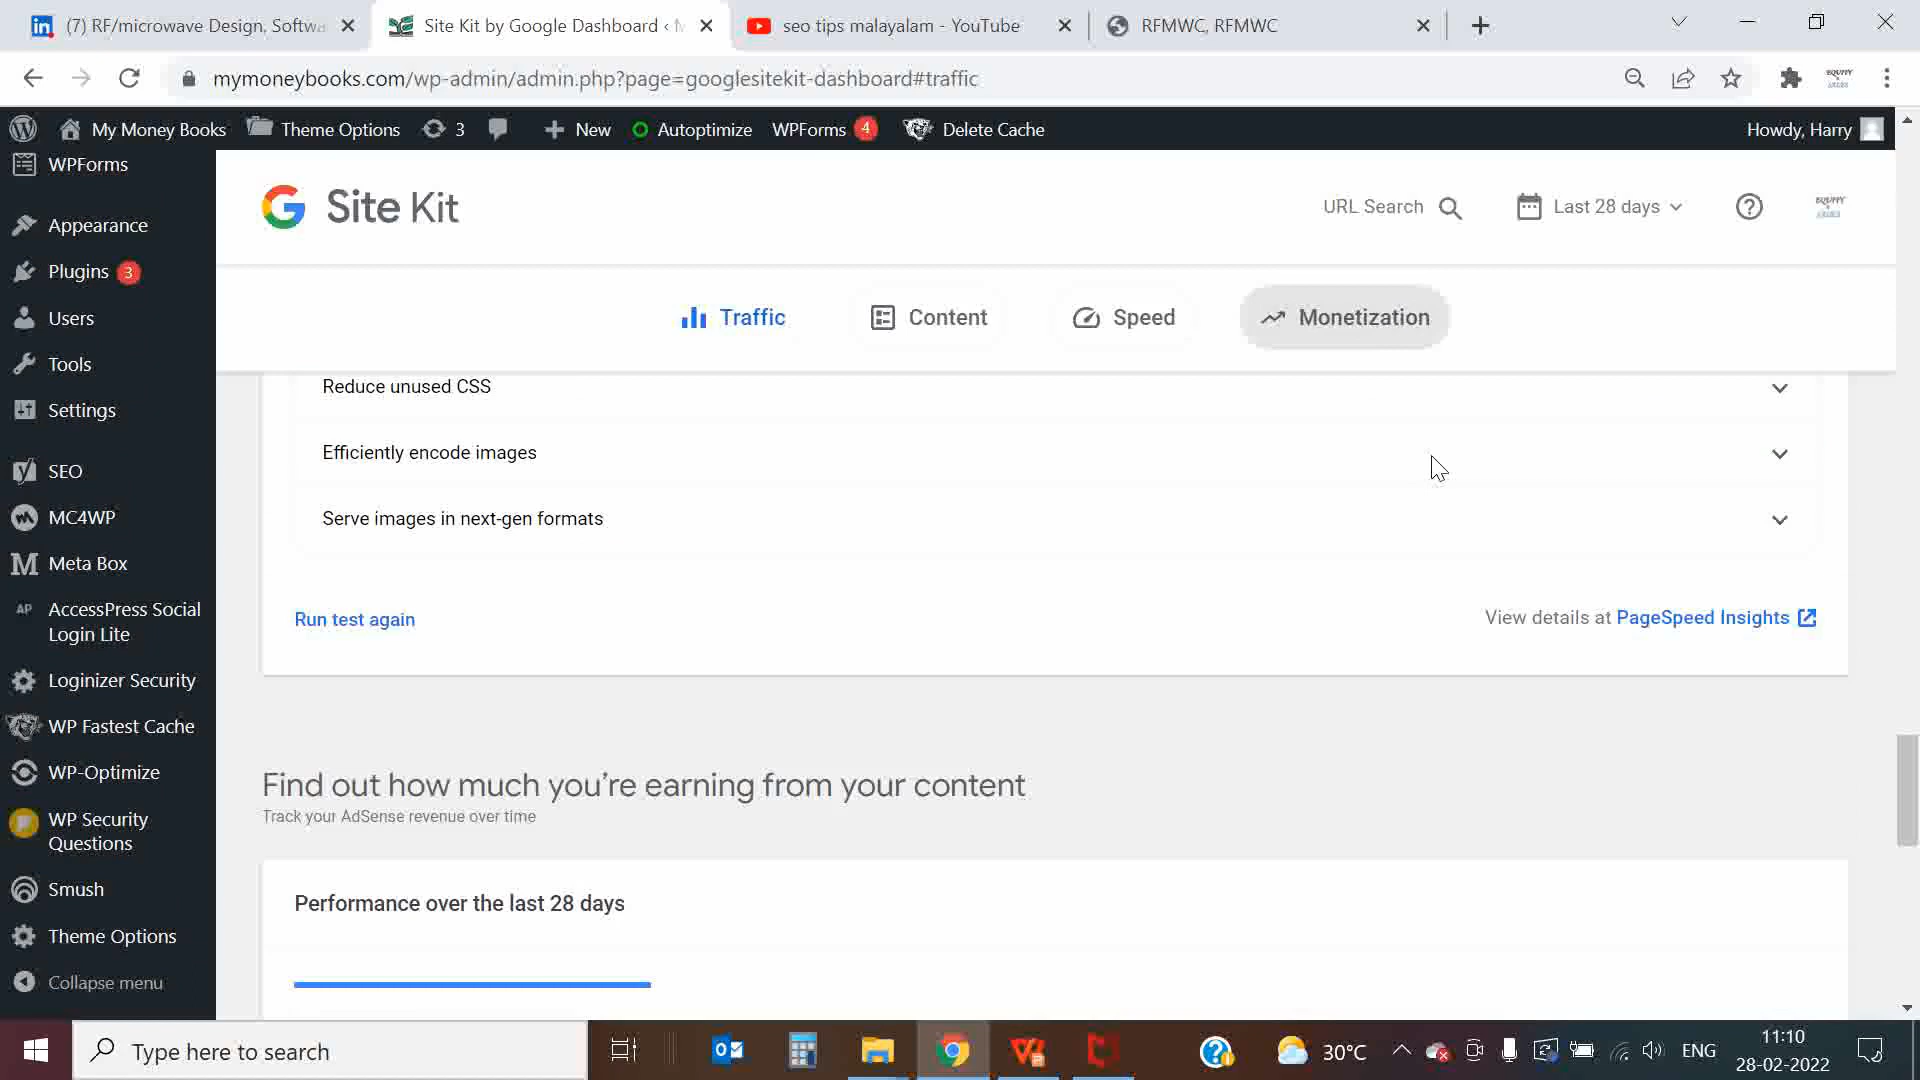 (7) RF/microwave Design, Softwa
Site Kit by Google Dashboard ‹
seo tips malayalam - YouTube
RFMWC, RFMWC
mymoneybooks.com/wp-admin/admin.php?page=googlesitekit-dashboard#traffic
My Money Books
Theme Options
3
New
Autoptimize
WPForms 4
Delete Cache
Howdy, Harry
WPForms
Appearance
Plugins 3
Users
Tools
Settings
SEO
MC4WP
Meta Box
AP AccessPress Social
Login Lite
Loginizer Security
WP Fastest Cache
WP-Optimize
WP Security
Questions
Smush
Theme Options
Collapse menu
Site Kit
URL Search
Last 28 days
Traffic
Content
Speed
Monetization
Reduce unused CSS
Efficiently encode images
Serve images in next-gen formats
Run test again
View details at PageSpeed Insights
Find out how much you’re earning from your content
Track your AdSense revenue over time
Performance over the last 28 days
Type here to search
30°C
ENG
11:10
28-02-2022